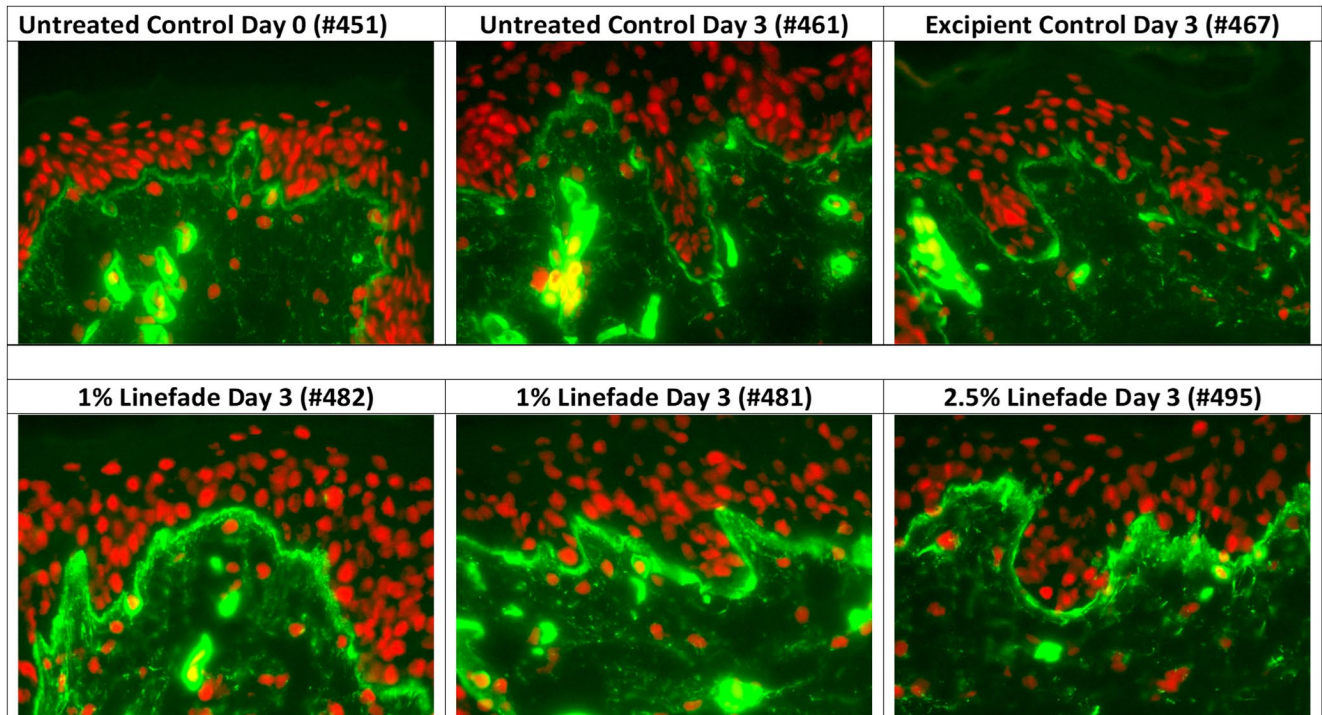 Untreated Control Day 0 (#451)
Untreated Control Day 3 (#461)
Excipient Control Day 3 (#467)
1% Linefade Day 3 (#482)
1% Linefade Day 3 (#481)
2.5% Linefade Day 3 (#495)